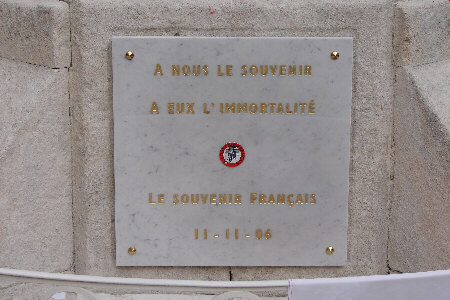 A NOUS LE SOUVENIR
A EUX L'IMMORTALITÉ
LE SOUVENIR FRANÇAIS
11-11-06